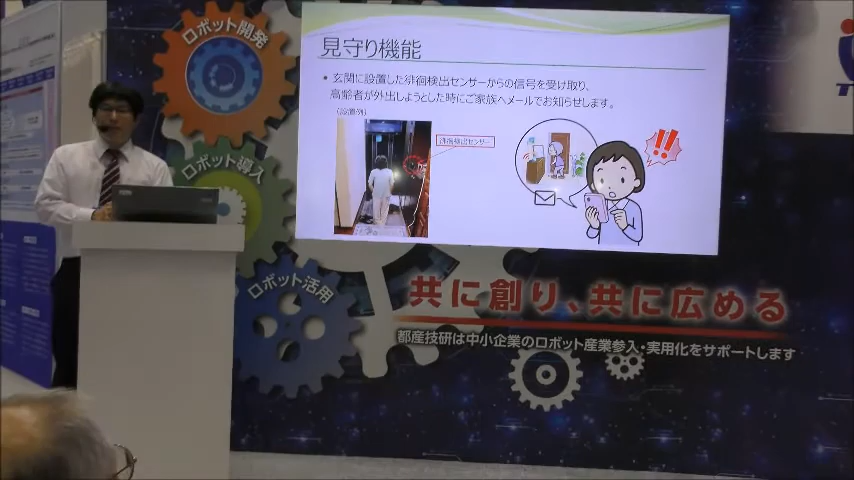 見守り機能
• 玄関に設置した徘徊検出センサーからの信号を受け取り、
高齢者が外出しようとした時にご家族へメールでお知らせします。
(設置例)
徘徊検出センサー
ロボット開発
ロボット導入
ロボット活用
共に創り、共に広める
都産技研は中小企業のロボット産業参入・実用化をサポートします